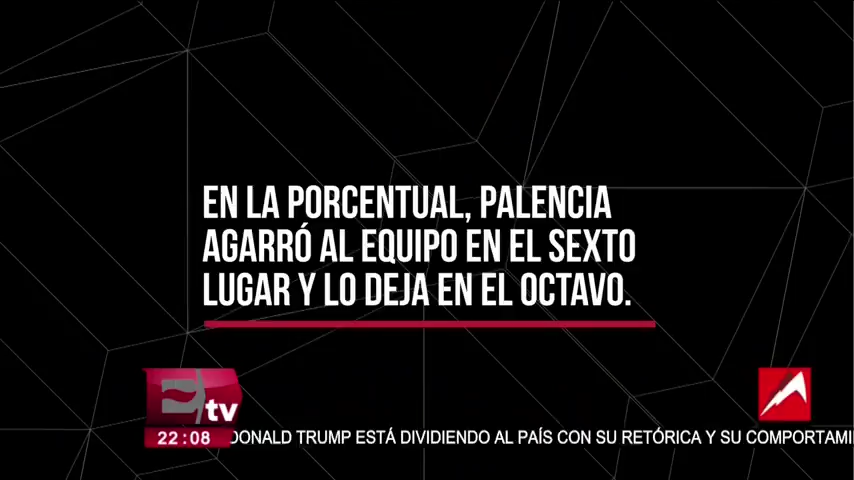 EN LA PORCENTUAL, PALENCIA
AGARRÓ AL EQUIPO EN EL SEXTO
LUGAR Y LO DEJA EN EL OCTAVO.
tv
22:08
DONALD TRUMP ESTÁ DIVIDIENDO AL PAÍS CON SU RETÓRICA Y SU COMPORTAMI